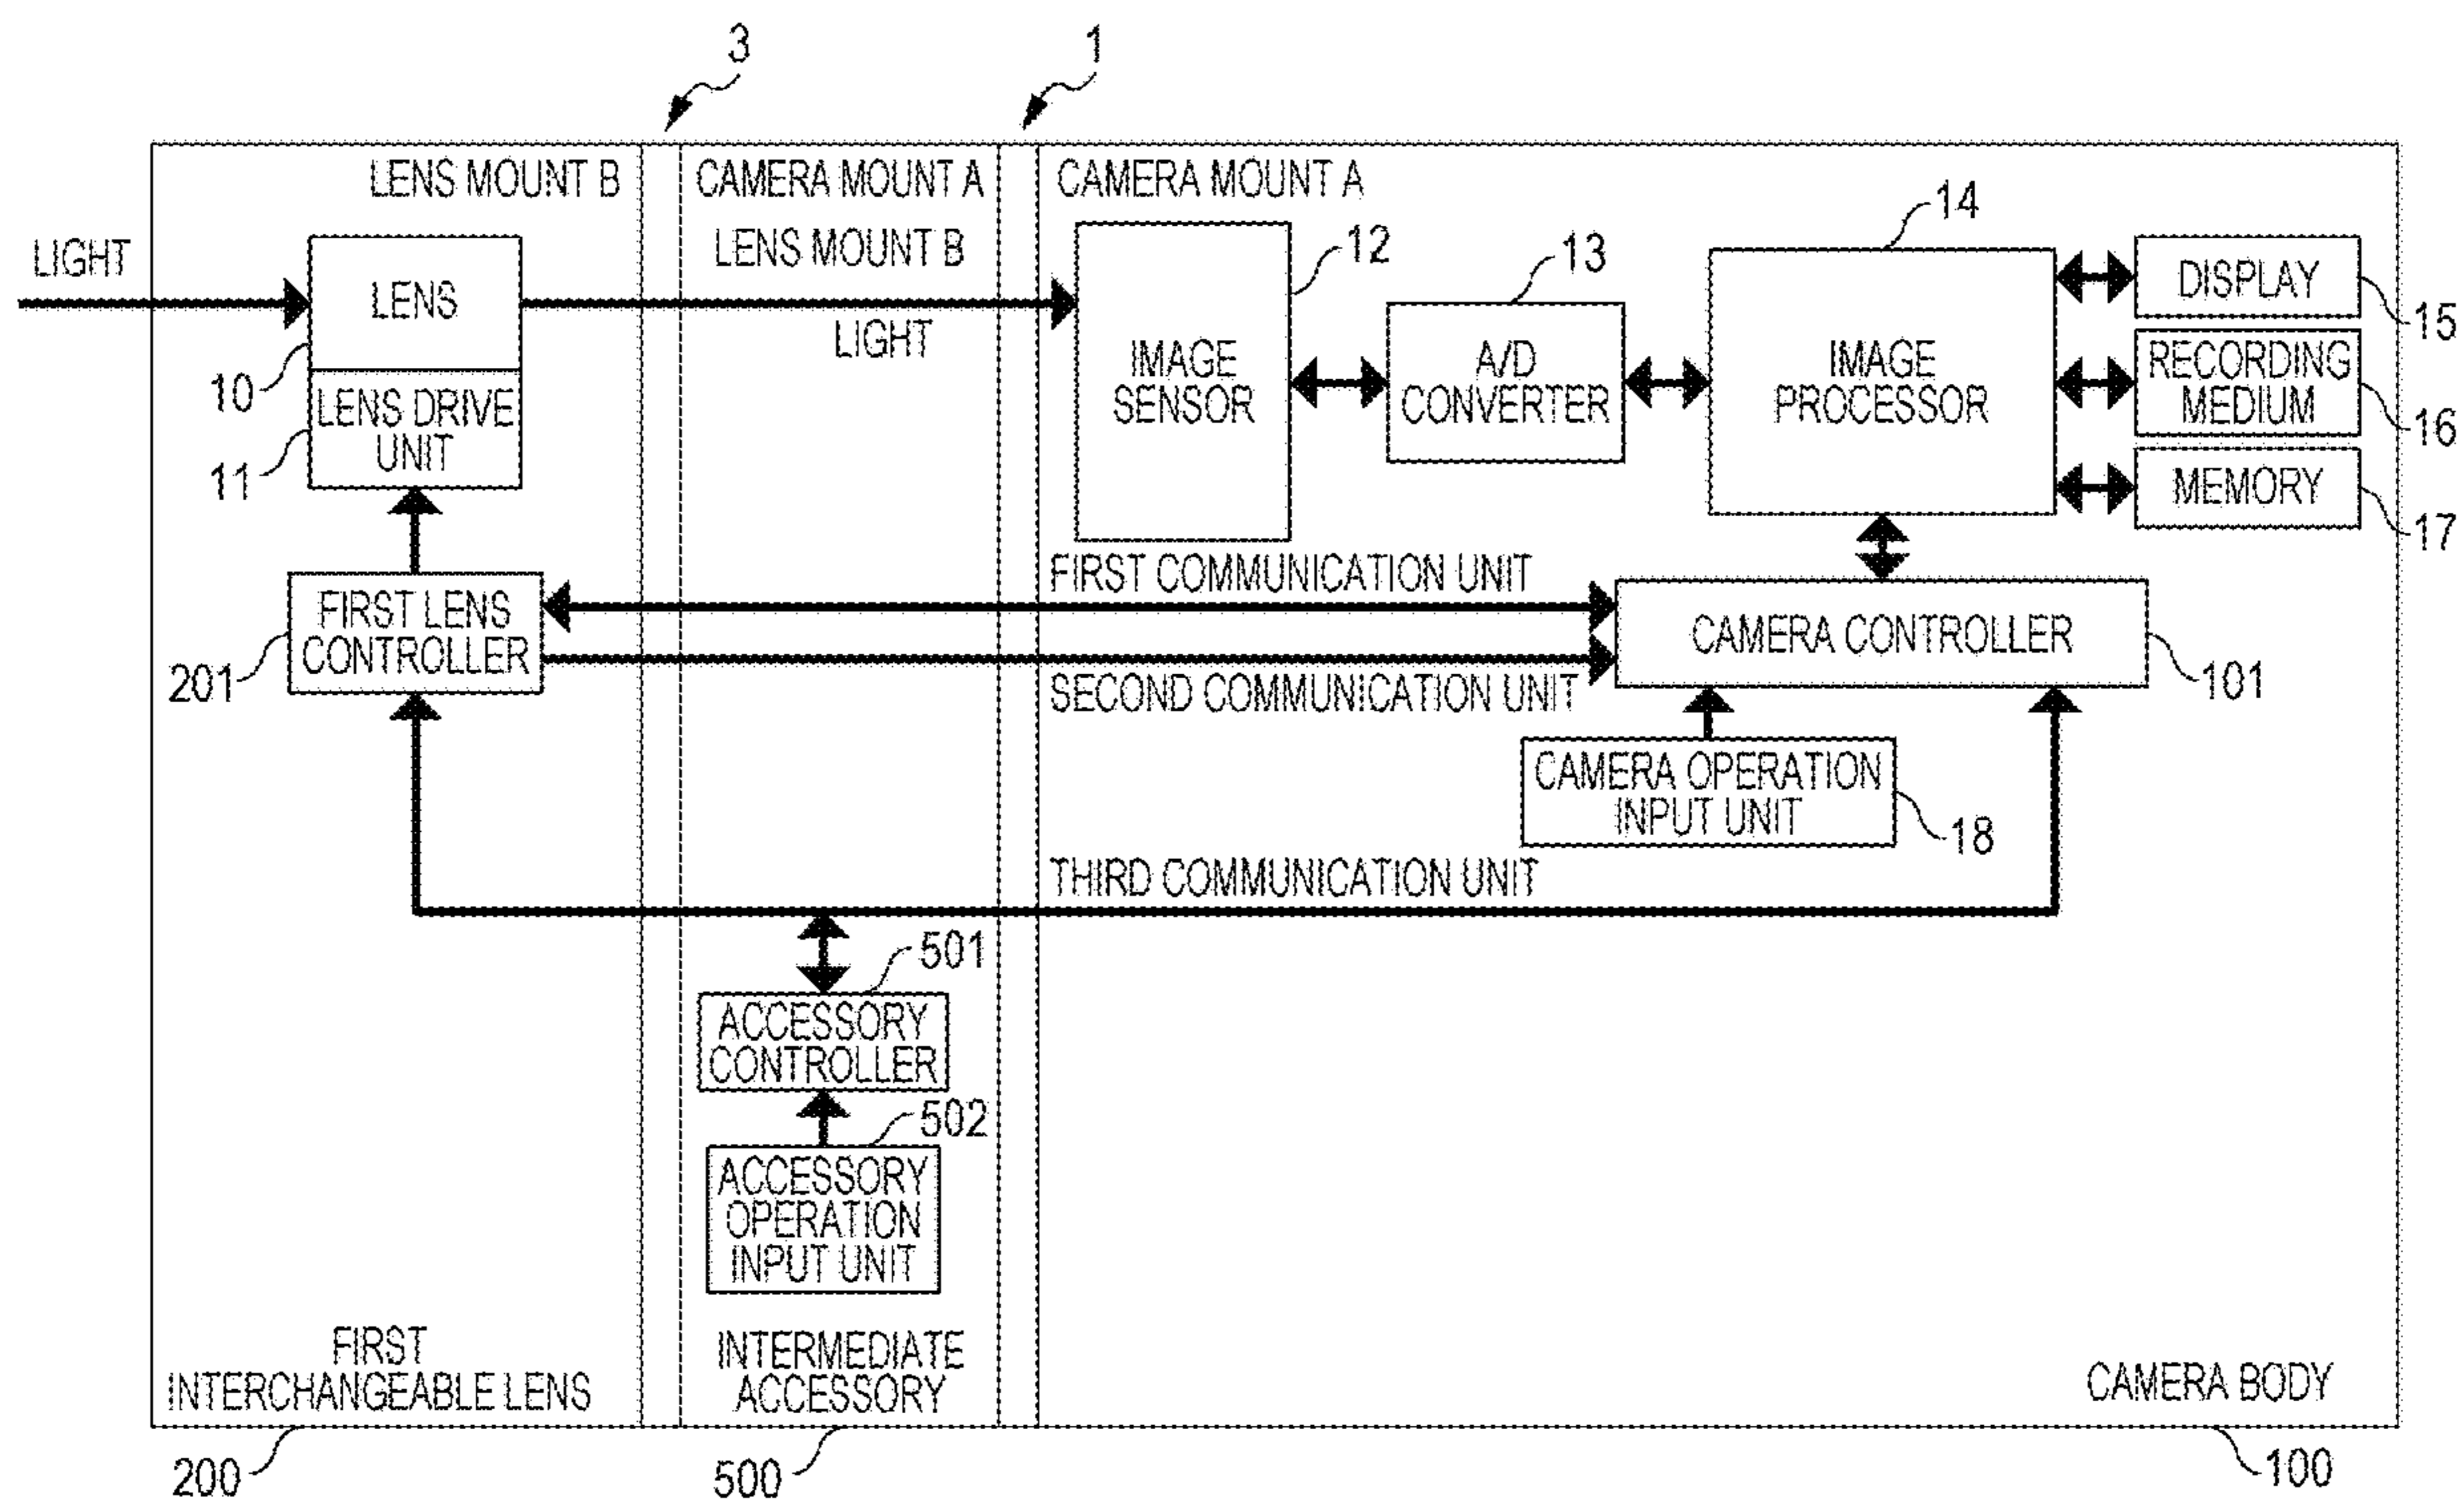 3
1
LENS MOUNT B
CAMERA MOUNT A
CAMERA MOUNT A
LENS MOUNT B
LIGHT
LENS
10
LENS DRIVE
UNIT
11
LIGHT
12
IMAGE
SENSOR
13
A/D
CONVERTER
14
IMAGE
PROCESSOR
DISPLAY
15
RECORDING
MEDIUM
16
MEMORY
17
FIRST LENS
CONTROLLER
201
FIRST COMMUNICATION UNIT
SECOND COMMUNICATION UNIT
CAMERA CONTROLLER
101
CAMERA OPERATION
INPUT UNIT
18
THIRD COMMUNICATION UNIT
501
ACCESSORY
CONTROLLER
502
ACCESSORY
OPERATION
INPUT UNIT
FIRST
INTERCHANGEABLE LENS
INTERMEDIATE
ACCESSORY
CAMERA BODY
200
500
100